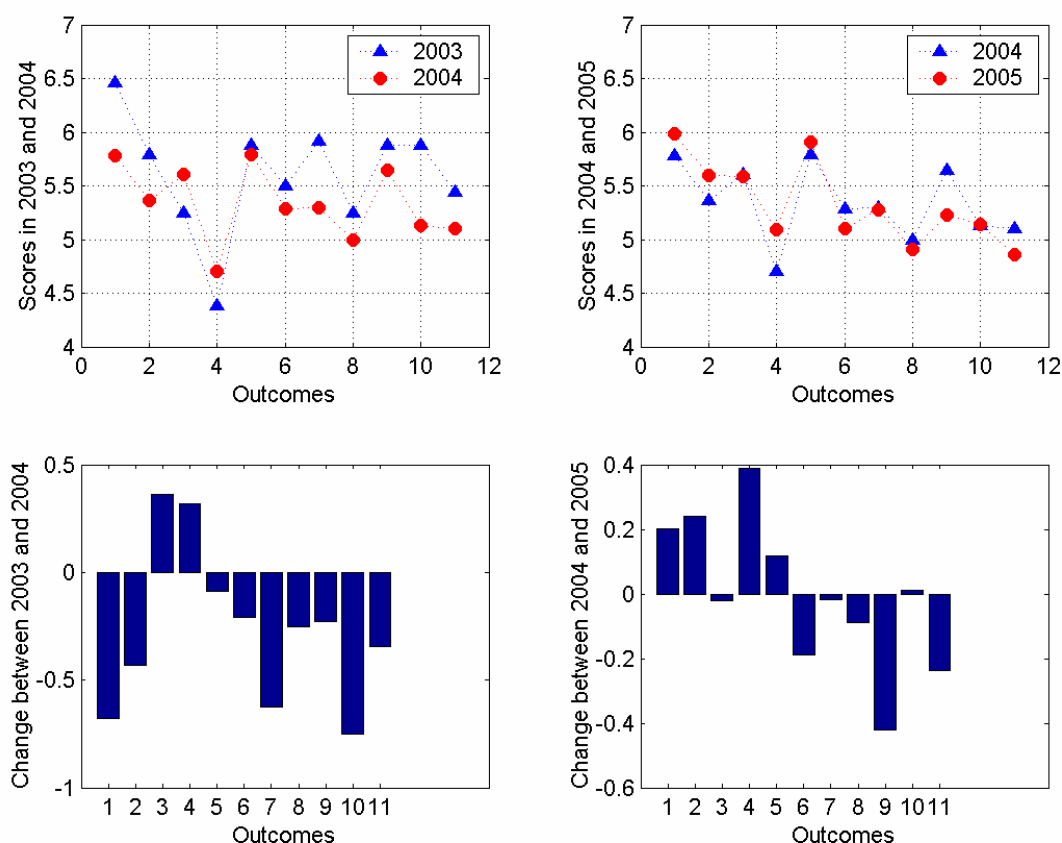 Scores in 2003 and 2004
7
6.5
6
5.5
5
4.5
4
0 2 4 6 8 10 12
Outcomes
2003
2004
Scores in 2004 and 2005
7
6.5
6
5.5
5
4.5
4
0 2 4 6 8 10 12
Outcomes
2004
2005
Change between 2003 and 2004
0.5
0
-0.5
-1
1 2 3 4 5 6 7 8 9 10 11
Outcomes
Change between 2004 and 2005
0.4
0.2
0
-0.2
-0.4
-0.6
1 2 3 4 5 6 7 8 9 10 11
Outcomes